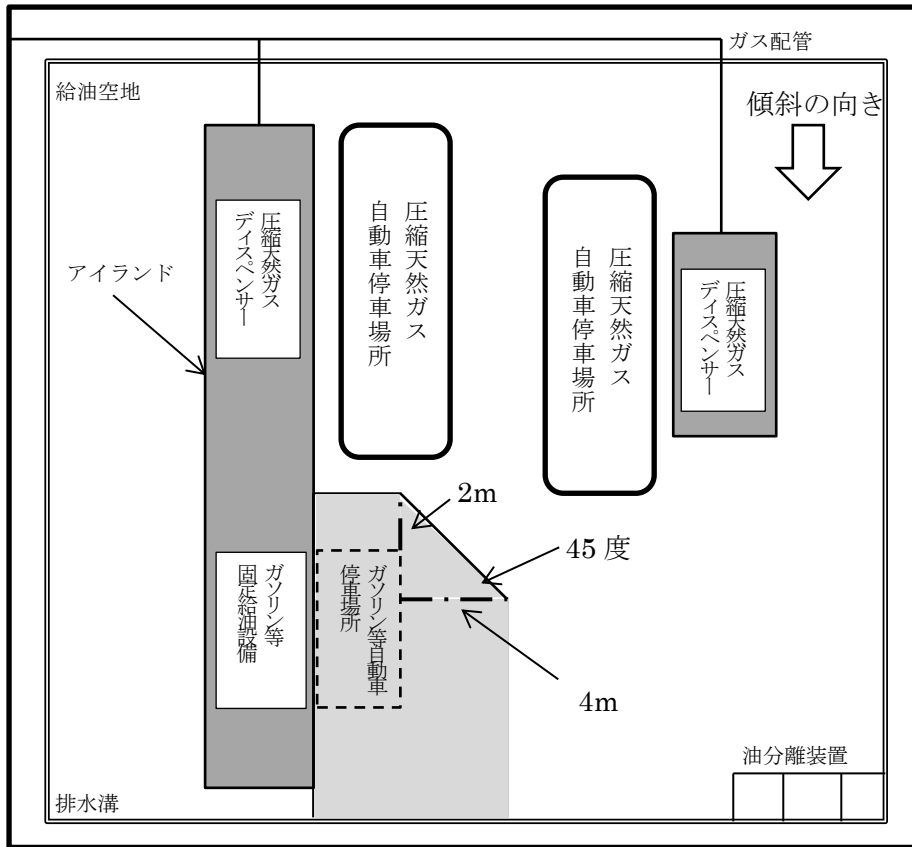 ガス配管
給油空地
傾斜の向き
圧縮天然ガス
ディスペンサー
圧縮天然ガス
自動車停車場所
圧縮天然ガス
自動車停車場所
圧縮天然ガス
ディスペンサー
アイランド
2m
45度
ガソリン等
固定給油設備
ガソリン等自動車
停車場所
4m
油分離装置
排水溝